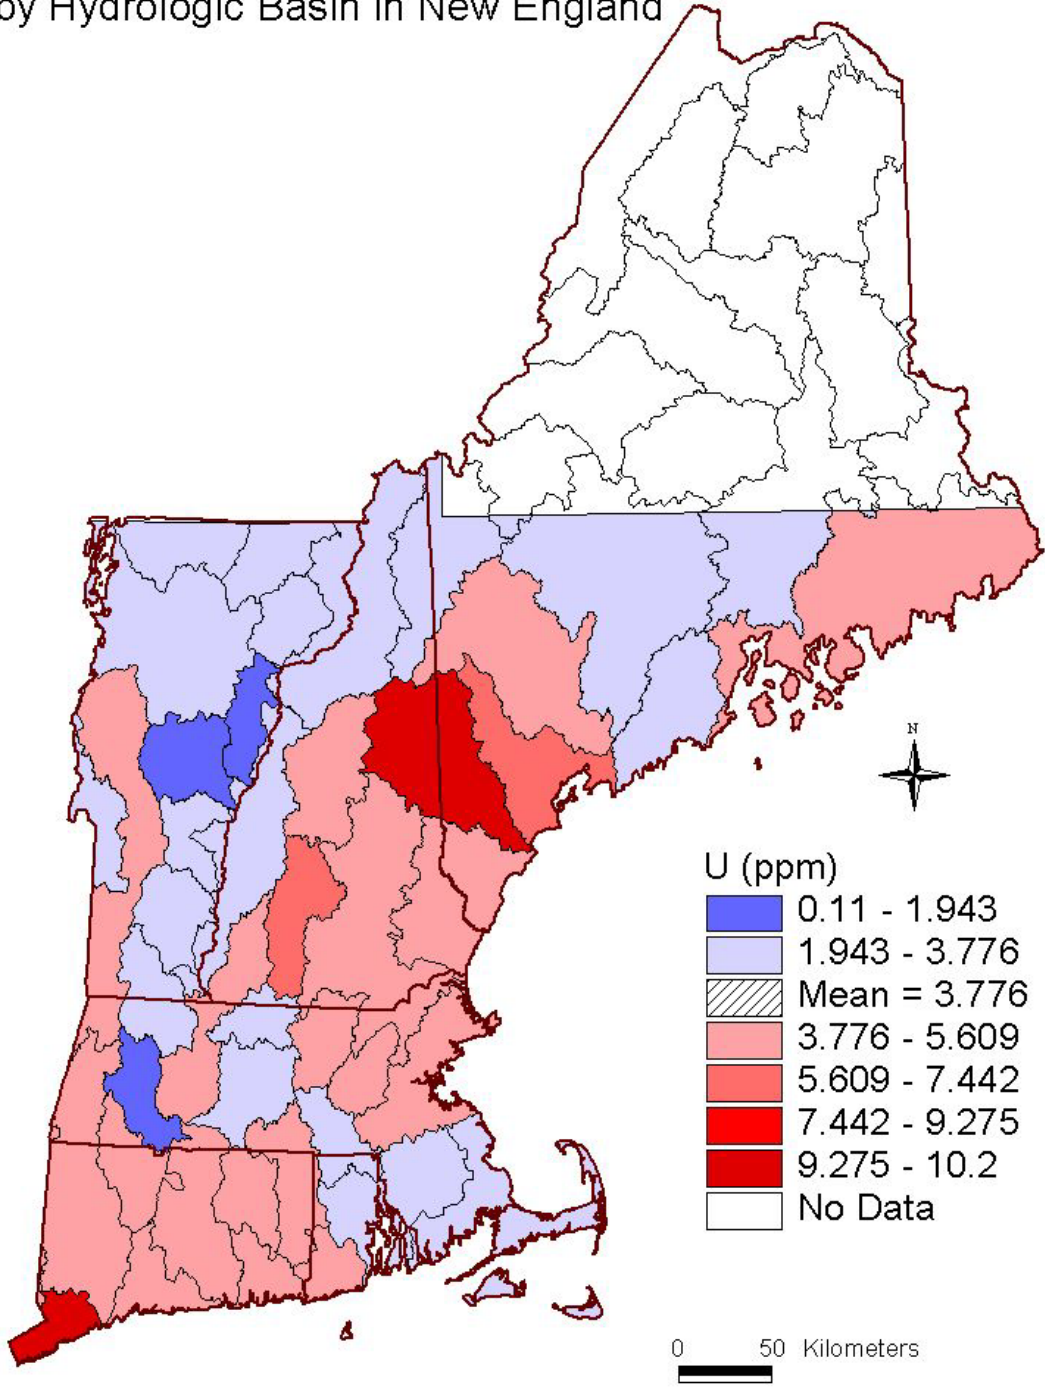 by Hydrologic Basin in New England
N
U (ppm)
0.11 - 1.943
1.943 - 3.776
Mean = 3.776
3.776 - 5.609
5.609 - 7.442
7.442 - 9.275
9.275 - 10.2
No Data
0 50 Kilometers